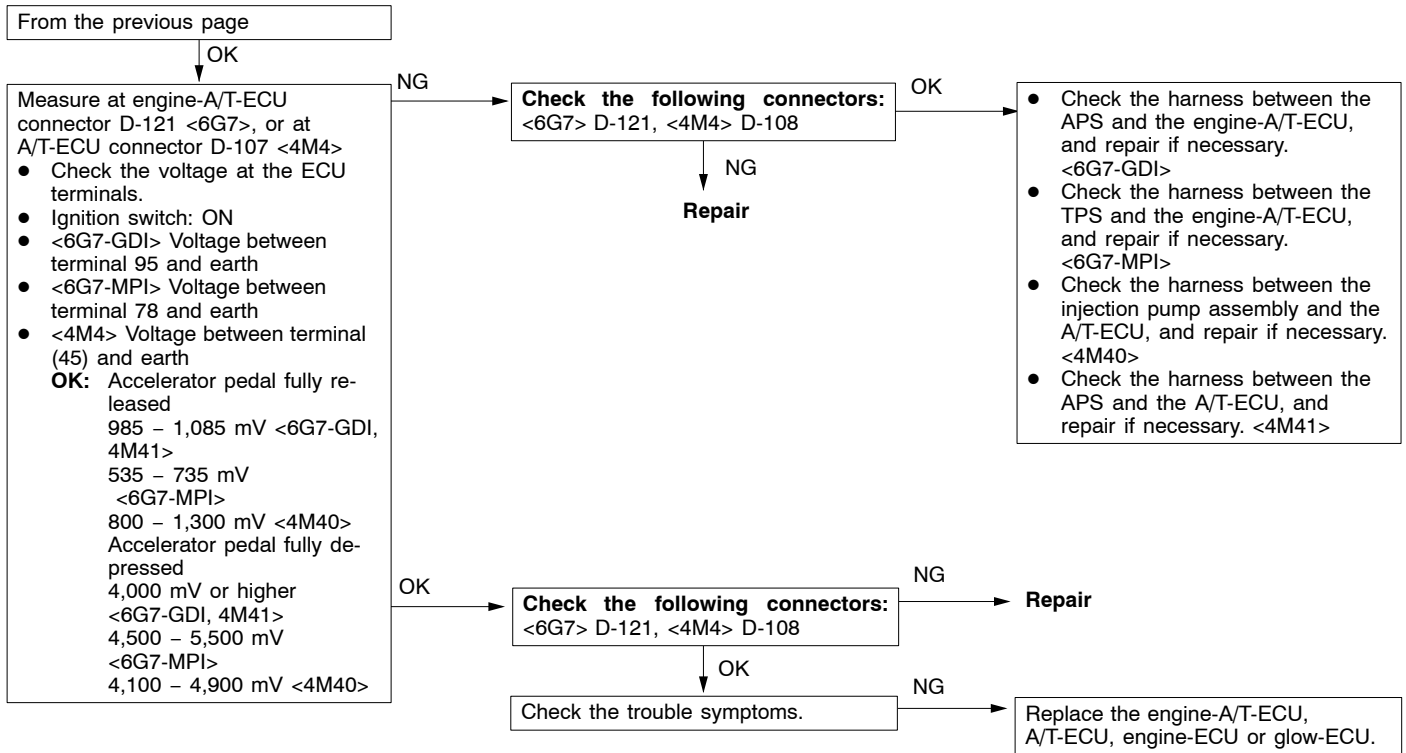 From the previous page
OK
Measure at engine-A/T-ECU
connector D-121 <6G7>, or at
A/T-ECU connector D-107 <4M4>
● Check the voltage at the ECU
terminals.
● Ignition switch: ON
● <6G7-GDI> Voltage between
terminal 95 and earth
● <6G7-MPI> Voltage between
terminal 78 and earth
● <4M4> Voltage between terminal
(45) and earth
OK: Accelerator pedal fully re-
leased
985 – 1,085 mV <6G7-GDI,
4M41>
535 – 735 mV
<6G7-MPI>
800 – 1,300 mV <4M40>
Accelerator pedal fully de-
pressed
4,000 mV or higher
<6G7-GDI, 4M41>
4,500 – 5,500 mV
<6G7-MPI>
4,100 – 4,900 mV <4M40>
NG
Check the following connectors:
<6G7> D-121, <4M4> D-108
NG
Repair
OK
● Check the harness between the
APS and the engine-A/T-ECU,
and repair if necessary.
<6G7-GDI>
● Check the harness between the
TPS and the engine-A/T-ECU,
and repair if necessary.
<6G7-MPI>
● Check the harness between the
injection pump assembly and the
A/T-ECU, and repair if necessary.
<4M40>
● Check the harness between the
APS and the A/T-ECU, and
repair if necessary. <4M41>
OK
Check the following connectors:
<6G7> D-121, <4M4> D-108
NG
Repair
OK
Check the trouble symptoms.
NG
Replace the engine-A/T-ECU,
A/T-ECU, engine-ECU or glow-ECU.